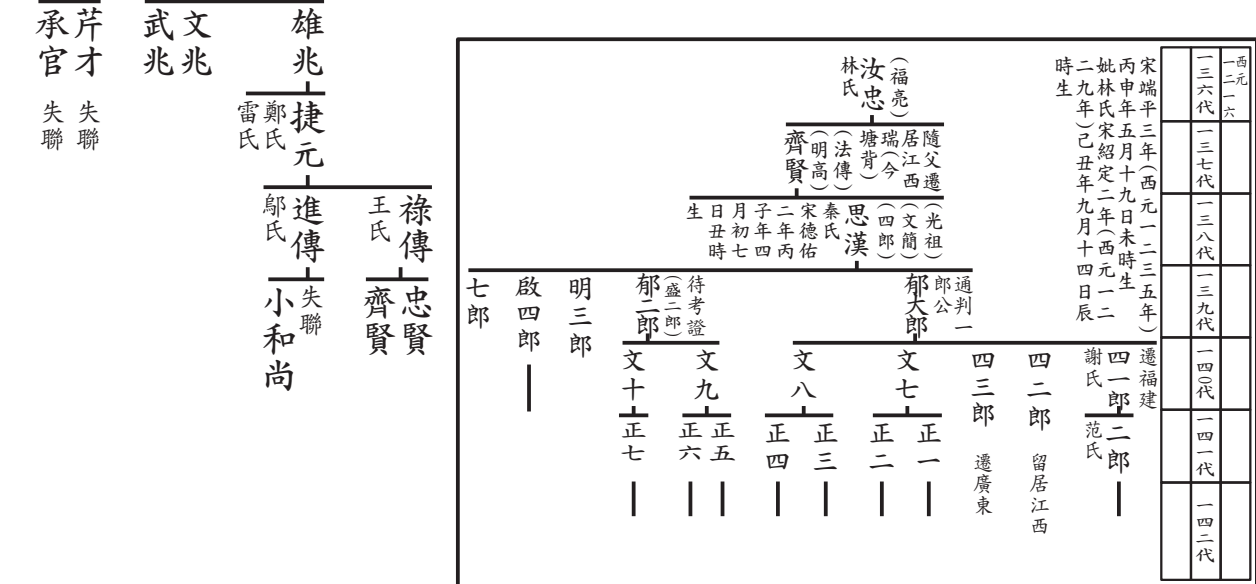 西元
一二一六
一三六代
一三七代
一三八代
一三九代
一四〇代
一四一代
一四二代
宋端平三年(西元一二三五年)
丙申年五月十九日未時生
妣林氏宋紹定二年(西元一二
二九年)己丑年九月十四日辰
時生
(福亮)
汝忠
林氏
隨父遷
居江西
瑞(今
塘背)
(法傳)
(明高)
齊賢
(光祖)
(文簡)
(四郎)
思漢
秦氏
宋德佑
二年丙
子年四
月初七
日丑時
生
通判一
郎公
郁大郎
待考證
(盛二郎)
郁二郎
明三郎
啟四郎
七郎
遷福建
四一郎
謝氏
四二郎
留居江西
四三郎
遷廣東
文七
文八
文九
文十
二郎
范氏
正一
正二
正三
正四
正五
正六
正七
雄兆
文兆
武兆
芹才
失聯
承官
失聯
捷元
鄭氏
雷氏
祿傳
王氏
進傳
鄔氏
忠賢
齊賢
失聯
小和尚